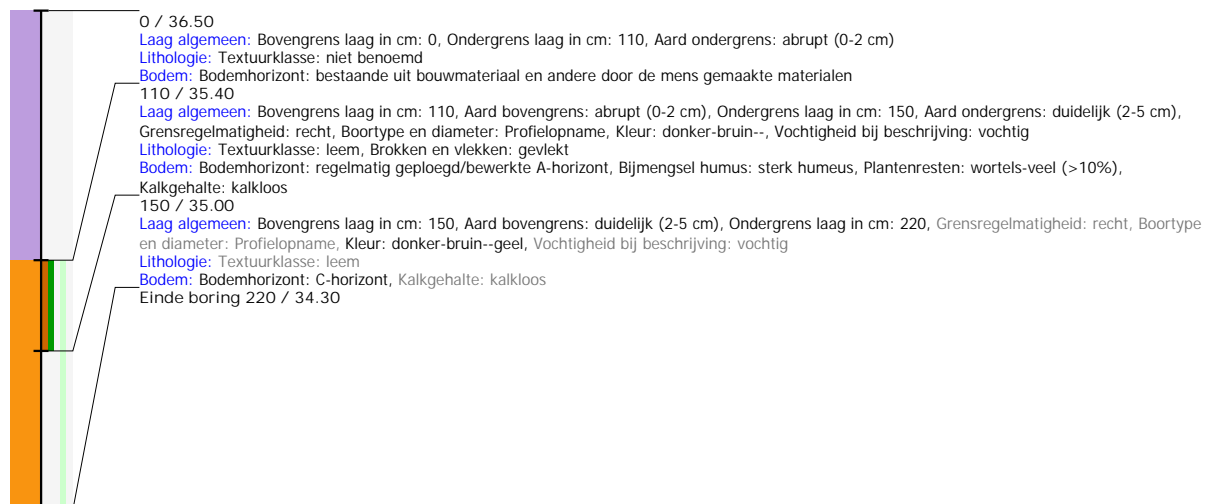 0 / 36.50
Laag algemeen: Bovengrens laag in cm: 0, Ondergrens laag in cm: 110, Aard ondergrens: abrupt (0-2 cm)
Lithologie: Textuurklasse: niet benoemd
Bodem: Bodemhorizont: bestaande uit bouwmateriaal en andere door de mens gemaakte materialen
110 / 35.40
Laag algemeen: Bovengrens laag in cm: 110, Aard bovengrens: abrupt (0-2 cm), Ondergrens laag in cm: 150, Aard ondergrens: duidelijk (2-5 cm),
Grensregelmatigheid: recht, Boortype en diameter: Profielopname, Kleur: donker-bruin--, Vochtigheid bij beschrijving: vochtig
Lithologie: Textuurklasse: leem, Brokken en vlekken: gevlekt
Bodem: Bodemhorizont: regelmatig geploegd/bewerkte A-horizont, Bijmengsel humus: sterk humeus, Plantenresten: wortels-veel (>10%),
Kalkgehalte: kalkloos
150 / 35.00
Laag algemeen: Bovengrens laag in cm: 150, Aard bovengrens: duidelijk (2-5 cm), Ondergrens laag in cm: 220, Grensregelmatigheid: recht, Boortype
en diameter: Profielopname, Kleur: donker-bruin--geel, Vochtigheid bij beschrijving: vochtig
Lithologie: Textuurklasse: leem
Bodem: Bodemhorizont: C-horizont, Kalkgehalte: kalkloos
Einde boring 220 / 34.30